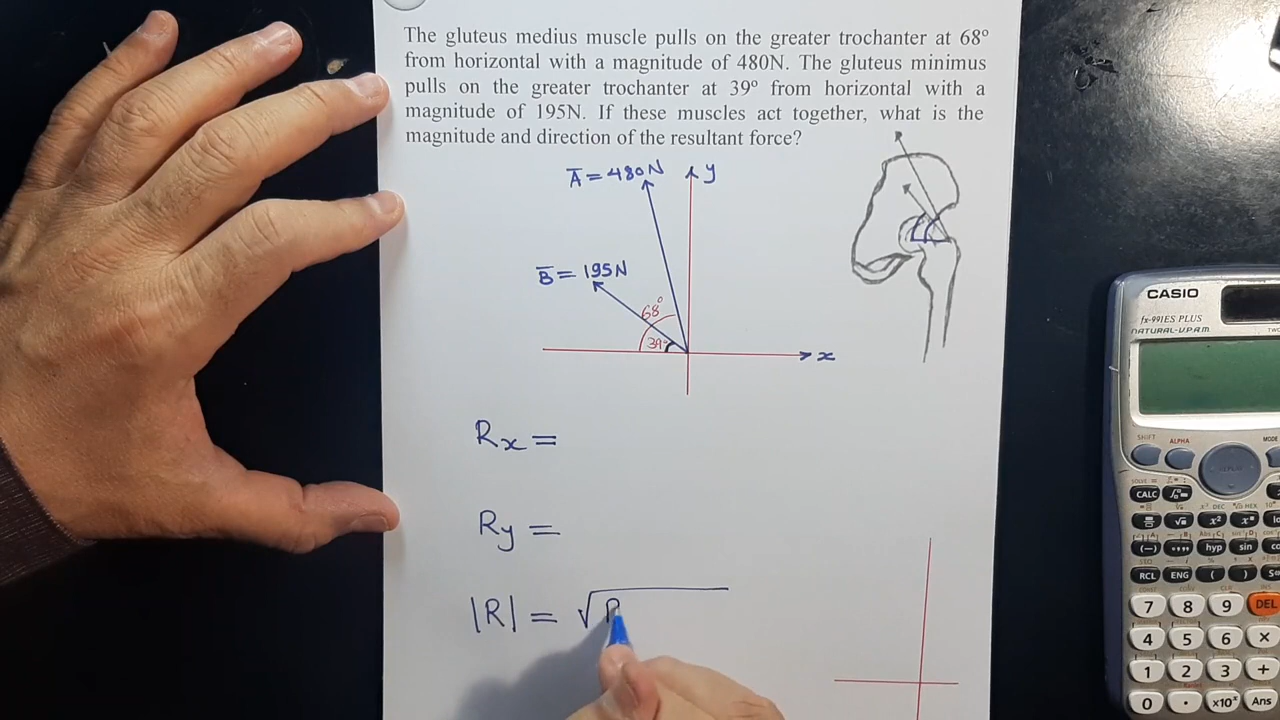 The gluteus medius muscle pulls on the greater trochanter at 68º
from horizontal with a magnitude of 480N. The gluteus minimus
pulls on the greater trochanter at 39º from horizontal with a
magnitude of 195N. If these muscles act together, what is the
magnitude and direction of the resultant force?
A = 480N
y
B = 195N
68°
39°
x
Rx =
Ry =
|R| = √R
CASIO
fx-991ES PLUS
NATURAL-V.P.A.M.
SHIFT ALPHA MODE
REPLAY
CALC
hyp sin
RCL ENG ( )
7 8 9 DEL
4 5 6 ×
1 2 3 +
0 · ×10ˣ Ans